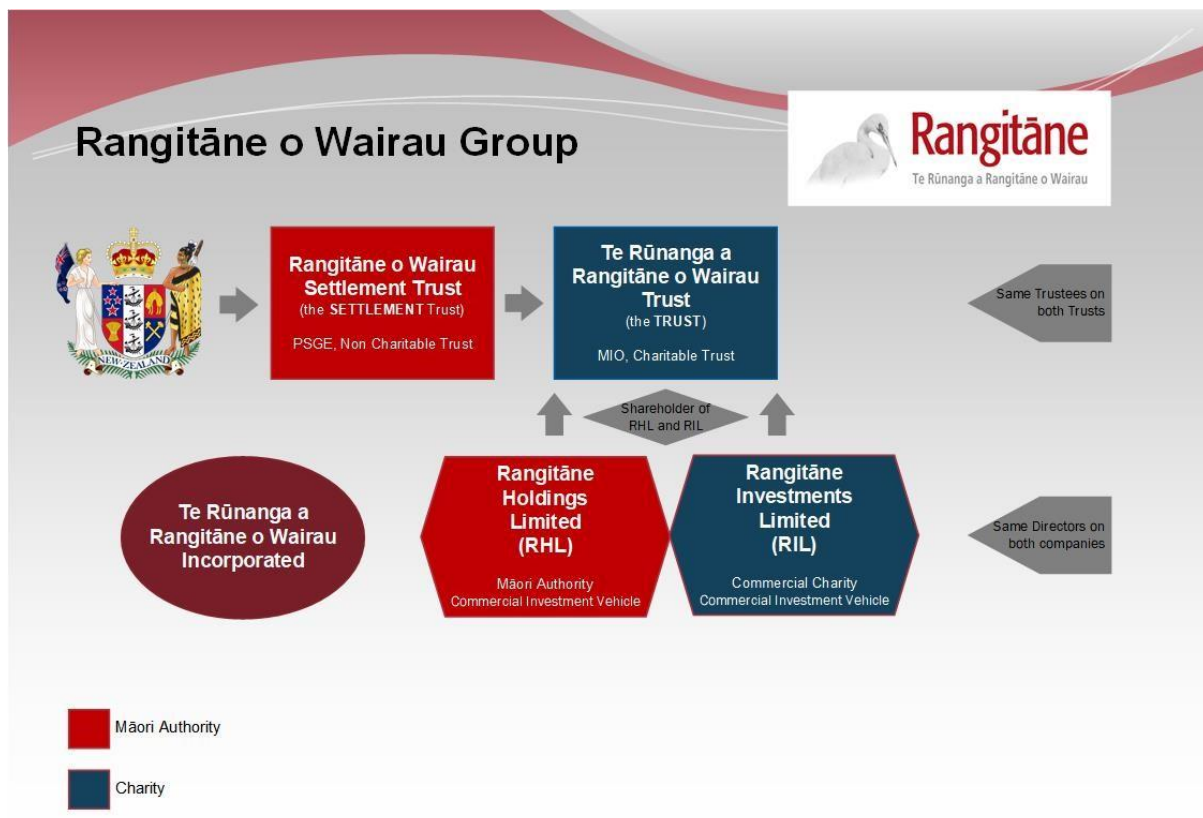 Rangitāne o Wairau Group
Rangitāne
Te Rūnanga a Rangitāne o Wairau
NEW·ZEALAND
Rangitāne o Wairau
Settlement Trust
(the SETTLEMENT Trust)
PSGE, Non Charitable Trust
Te Rūnanga a
Rangitāne o Wairau
Trust
(the TRUST)
MIO, Charitable Trust
Same Trustees on
both Trusts
Shareholder of
RHL and RIL
Te Rūnanga a
Rangitāne o Wairau
Incorporated
Rangitāne
Holdings
Limited
(RHL)
Māori Authority
Commercial Investment Vehicle
Rangitāne
Investments
Limited
(RIL)
Commercial Charity
Commercial Investment Vehicle
Same Directors on
both companies
Māori Authority
Charity